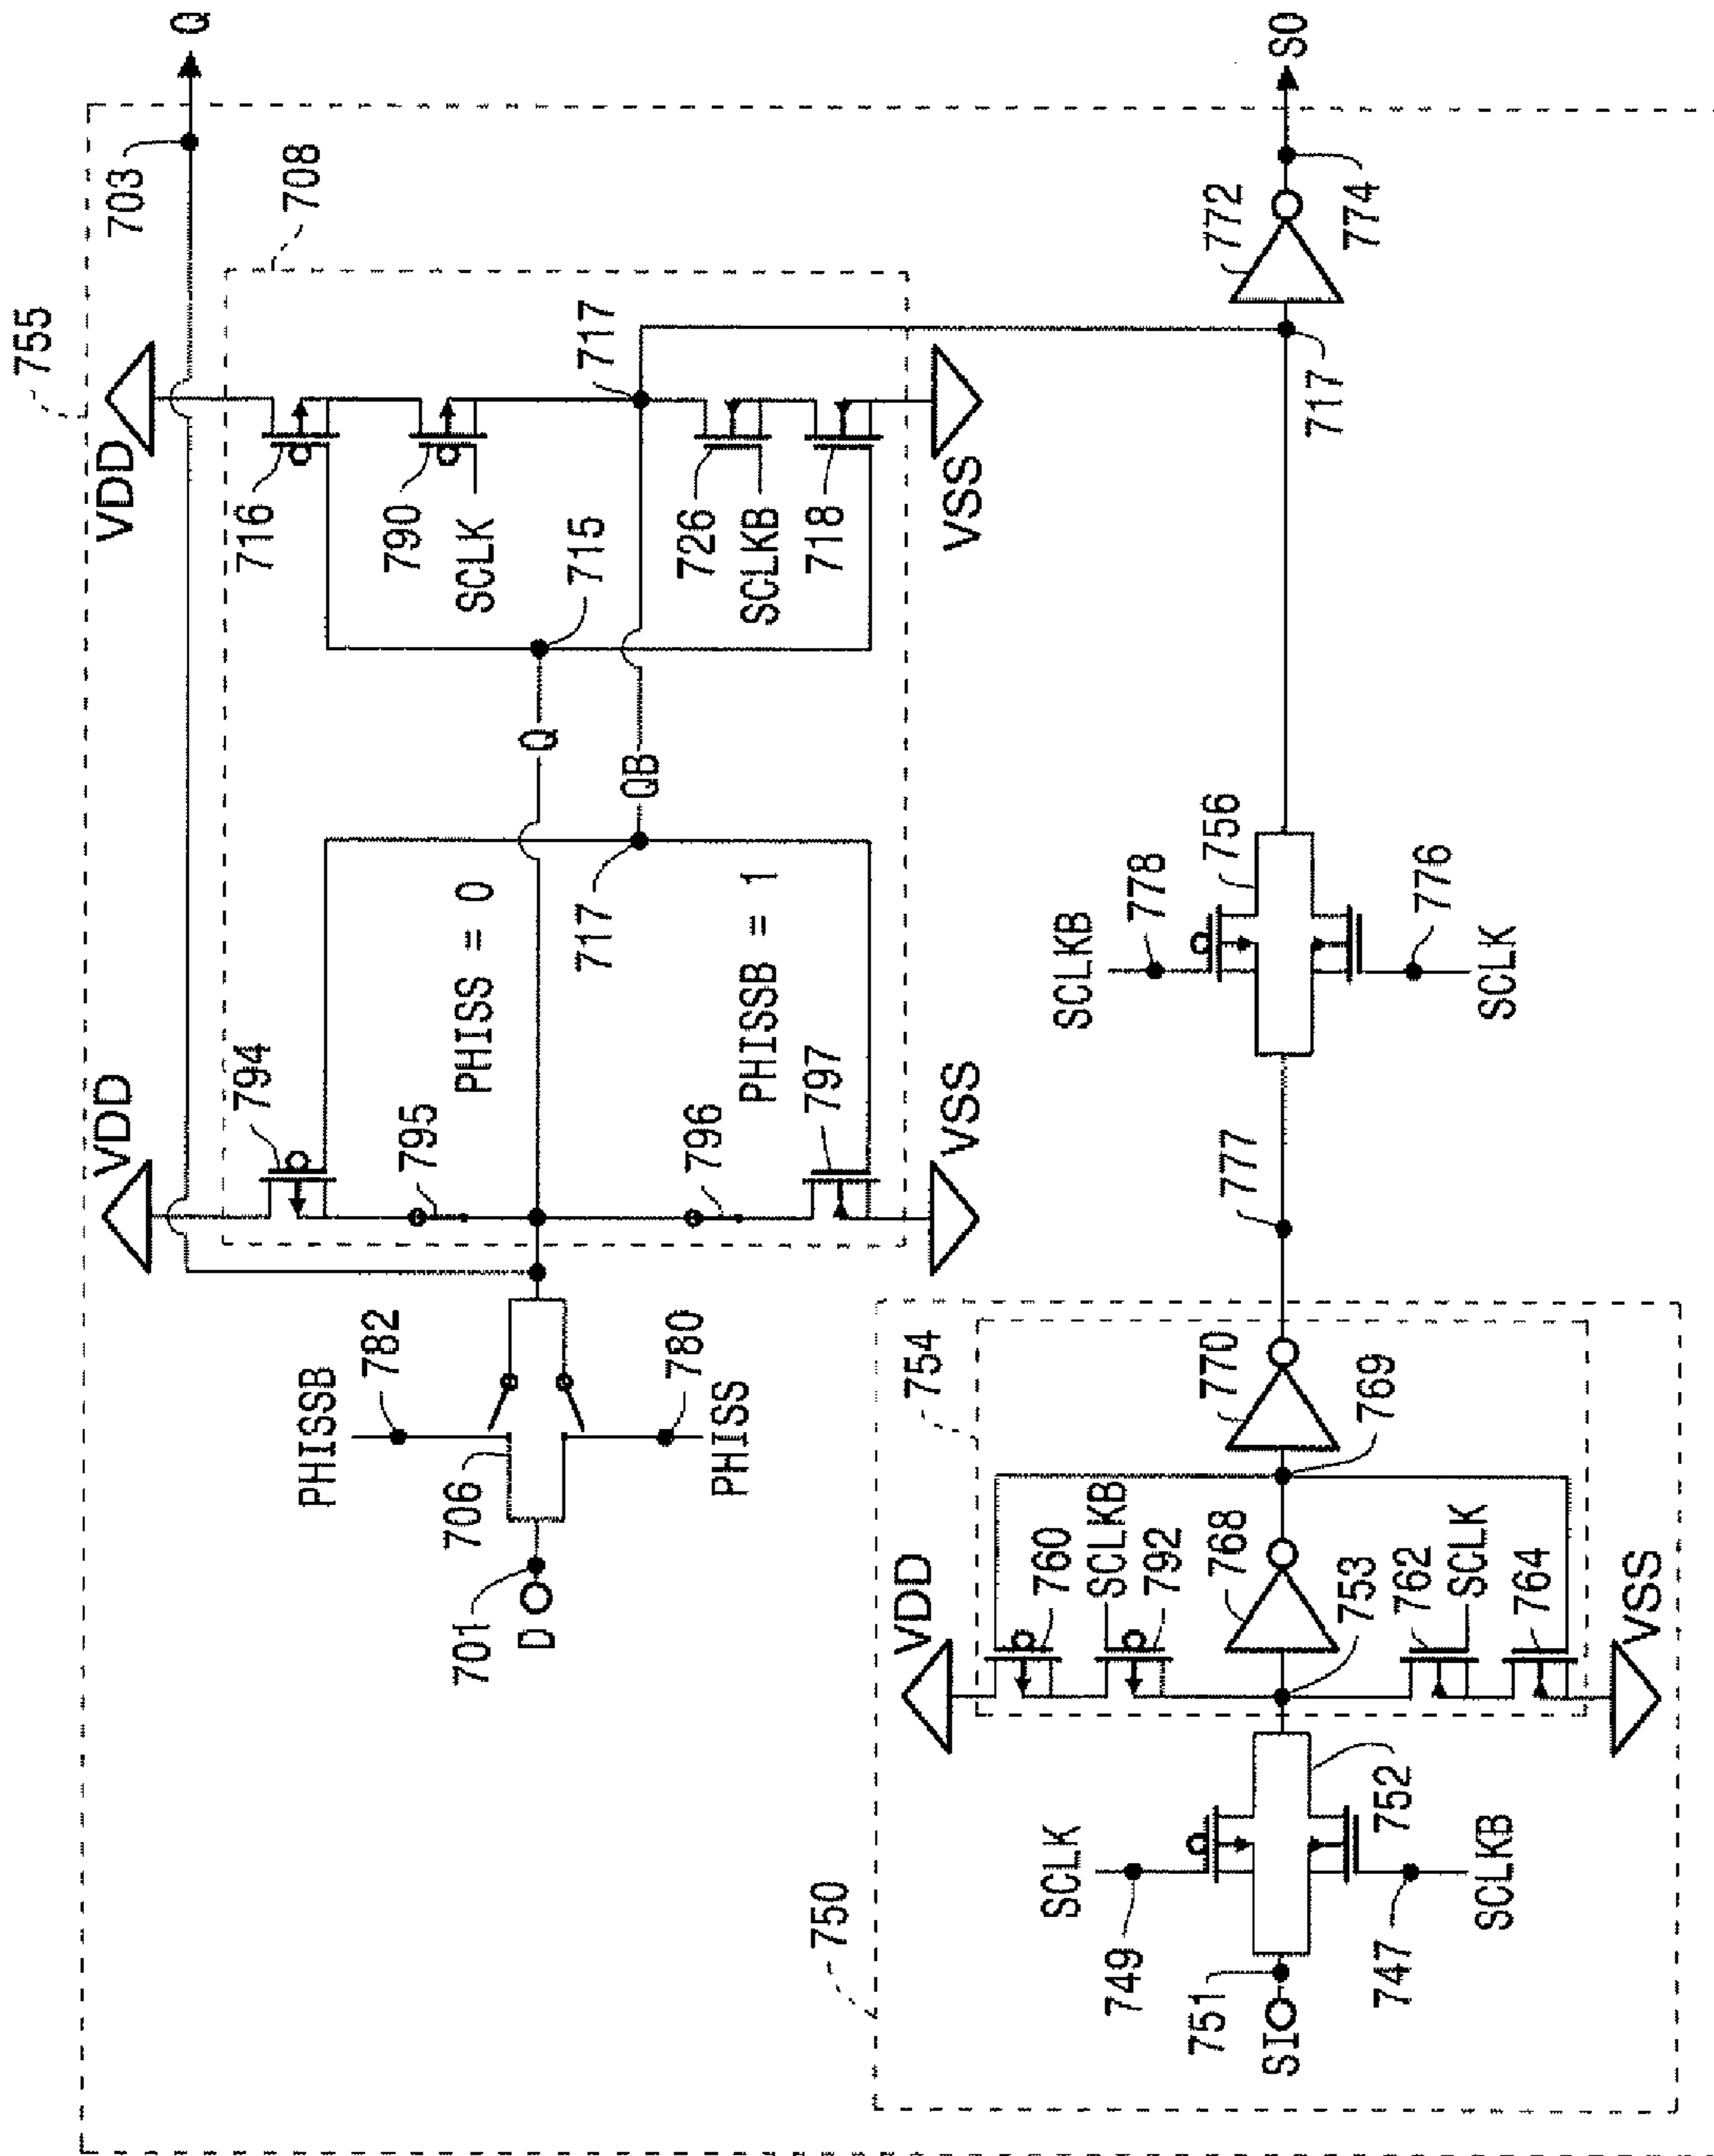 755
703
Q
VDD
VDD
708
794
716
790
SCLK
795
PHISS = 0
715
Q
717
QB
717
PHISSB
782
706
701
D
780
PHISS
796
PHISSB = 1
797
726
SCLKB
718
VSS
VSS
750
754
VDD
760
SCLKB
792
770
769
768
753
762
SCLK
764
VSS
SCLK
749
751
SI
752
747
SCLKB
777
SCLKB
778
756
776
SCLK
717
772
774
SO